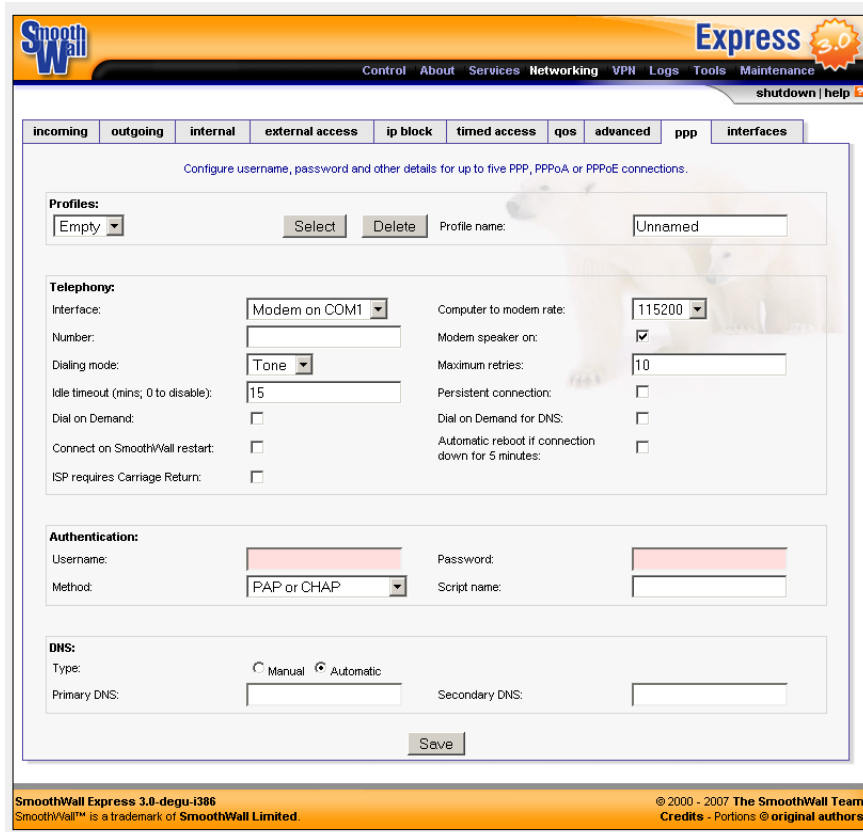 Smooth
Wall
Express 3.0
Control About Services Networking VPN Logs Tools Maintenance
shutdown | help ?
incoming outgoing internal external access ip block timed access qos advanced ppp interfaces
Configure username, password and other details for up to five PPP, PPPoA or PPPoE connections.
Profiles:
Empty Select Delete Profile name: Unnamed
Telephony:
Interface: Modem on COM1 Computer to modem rate: 115200
Number: Modem speaker on:
Dialing mode: Tone Maximum retries: 10
Idle timeout (mins; 0 to disable): 15 Persistent connection:
Dial on Demand: Dial on Demand for DNS:
Connect on SmoothWall restart: Automatic reboot if connection
down for 5 minutes:
ISP requires Carriage Return:
Authentication:
Username: Password:
Method: PAP or CHAP Script name:
DNS:
Type: Manual Automatic
Primary DNS: Secondary DNS:
Save
SmoothWall Express 3.0-degu-i386 © 2000 - 2007 The SmoothWall Team
SmoothWall™ is a trademark of SmoothWall Limited. Credits - Portions © original authors